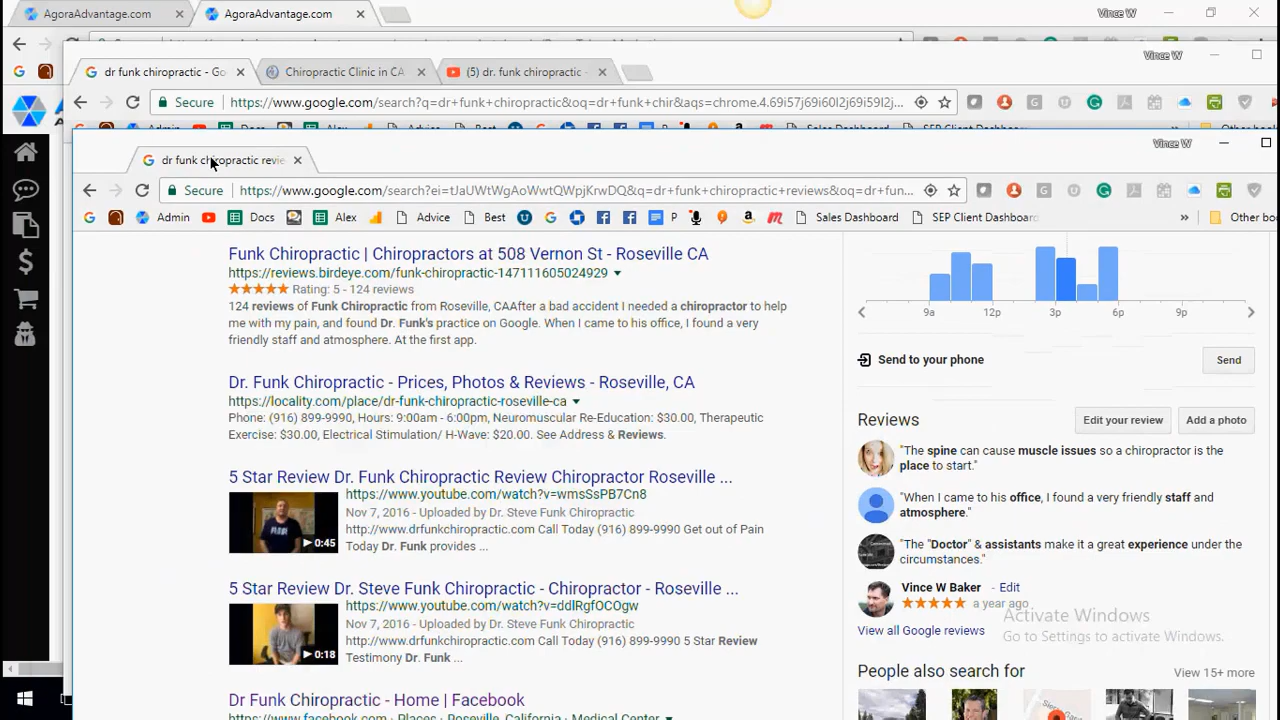 AgoraAdvantage.com AgoraAdvantage.com Vince W
Vince W
dr funk chiropractic - Go Chiropractic Clinic in CA (5) dr. funk chiropractic -
Secure https://www.google.com/search?q=dr+funk+chiropractic&oq=dr+funk+chir&aqs=chrome.4.69i57j69i60l2j69i59l2j...
Vince W
dr funk chiropractic revie
Secure https://www.google.com/search?ei=tJaUWtWgAoWwtQWpjKrwDQ&q=dr+funk+chiropractic+reviews&oq=dr+fun...
Admin Docs Alex Advice Best P Sales Dashboard SEP Client Dashboard » Other bo
Funk Chiropractic | Chiropractors at 508 Vernon St - Roseville CA
https://reviews.birdeye.com/funk-chiropractic-147111605024929
Rating: 5 - 124 reviews
124 reviews of Funk Chiropractic from Roseville, CAAfter a bad accident I needed a chiropractor to help
me with my pain, and found Dr. Funk's practice on Google. When I came to his office, I found a very
friendly staff and atmosphere. At the first app.
Dr. Funk Chiropractic - Prices, Photos & Reviews - Roseville, CA
https://locality.com/place/dr-funk-chiropractic-roseville-ca
Phone: (916) 899-9990, Hours: 9:00am - 6:00pm, Neuromuscular Re-Education: $30.00, Therapeutic
Exercise: $30.00, Electrical Stimulation/ H-Wave: $20.00. See Address & Reviews.
5 Star Review Dr. Funk Chiropractic Review Chiropractor Roseville ...
https://www.youtube.com/watch?v=wmsSsPB7Cn8
Nov 7, 2016 - Uploaded by Dr. Steve Funk Chiropractic
http://www.drfunkchiropractic.com Call Today (916) 899-9990 Get out of Pain
Today Dr. Funk provides ...
0:45
5 Star Review Dr. Steve Funk Chiropractic - Chiropractor - Roseville ...
https://www.youtube.com/watch?v=ddlRgfOCOgw
Nov 7, 2016 - Uploaded by Dr. Steve Funk Chiropractic
http://www.drfunkchiropractic.com Call Today (916) 899-9990 5 Star Review
Testimony Dr. Funk ...
0:18
Dr Funk Chiropractic - Home | Facebook
https://www.facebook.com › Places › Roseville, California › Medical Center
9a 12p 3p 6p 9p
Send to your phone Send
Reviews Edit your review Add a photo
"The spine can cause muscle issues so a chiropractor is the
place to start."
"When I came to his office, I found a very friendly staff and
atmosphere."
"The "Doctor" & assistants make it a great experience under the
circumstances."
Vince W Baker - Edit
a year ago
View all Google reviews
Activate Windows
Go to Settings to activate Windows.
People also search for View 15+ more